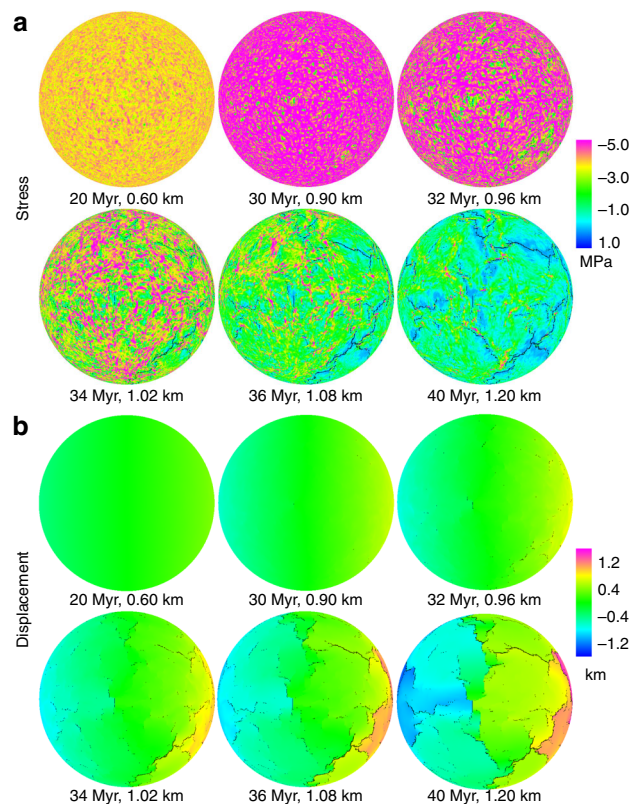 a
Stress
20 Myr, 0.60 km
30 Myr, 0.90 km
32 Myr, 0.96 km
−5.0
−3.0
−1.0
1.0
MPa
34 Myr, 1.02 km
36 Myr, 1.08 km
40 Myr, 1.20 km
b
Displacement
20 Myr, 0.60 km
30 Myr, 0.90 km
32 Myr, 0.96 km
1.2
0.4
−0.4
−1.2
km
34 Myr, 1.02 km
36 Myr, 1.08 km
40 Myr, 1.20 km